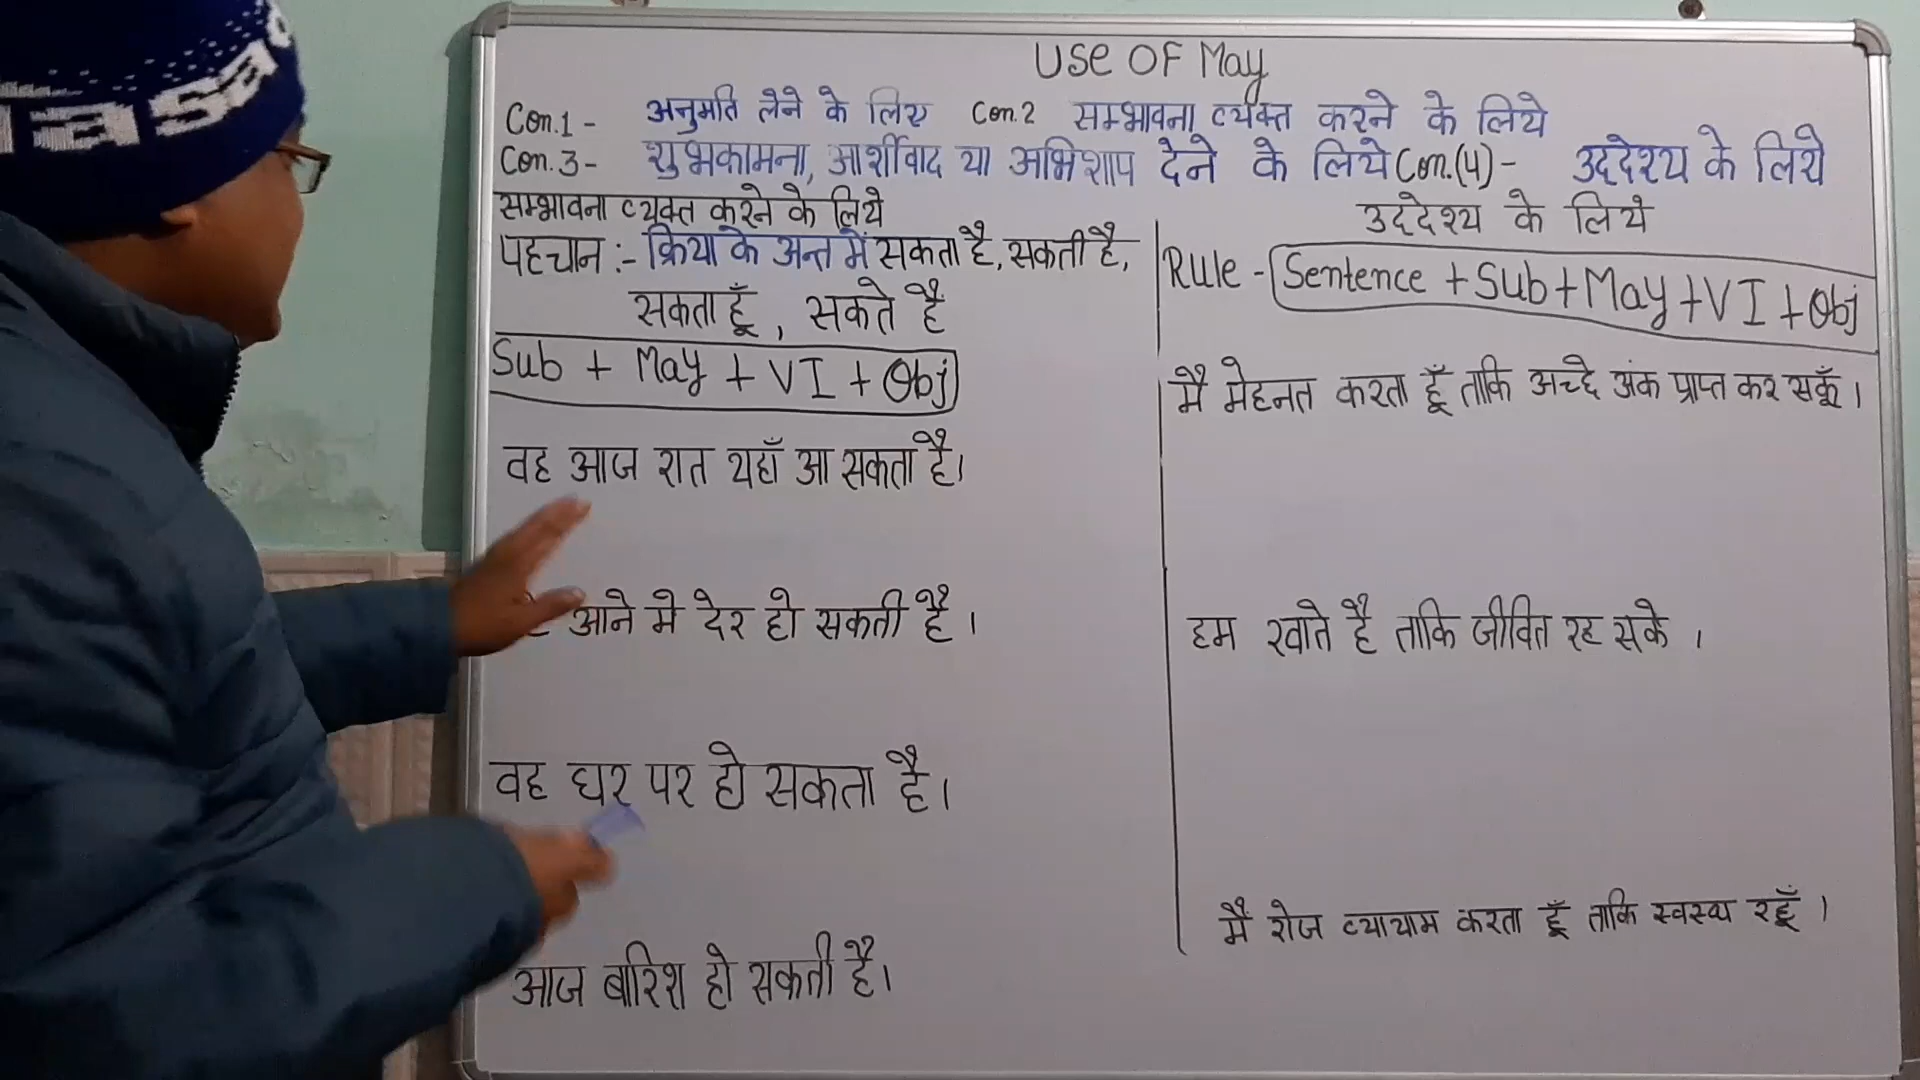 Use Of May
Con.1- अनुमति लेने के लिए Con.2 सम्भावना व्यक्त करने के लिये
Con.3- शुभकामना, आर्शीवाद या अभिशाप देने के लिये Con.(4)- उद्देश्य के लिये
सम्भावना व्यक्त करने के लिये
पहचान :- क्रिया के अन्त में सकता है, सकती है,
सकता हूँ, सकते है
Sub + May + VI + Obj
वह आज रात यहाँ आ सकता है।
आने मे देर हो सकती है।
वह घर पर हो सकता है।
आज बारिश हो सकती है।
उद्देश्य के लिये
Rule - Sentence + Sub + May + VI + Obj
मै मेहनत करता हूँ ताकि अच्छे अंक प्राप्त कर सकूँ।
हम खाते है ताकि जीवित रह सके।
मै रोज व्यायाम करता हूँ ताकि स्वस्थ रहूँ।